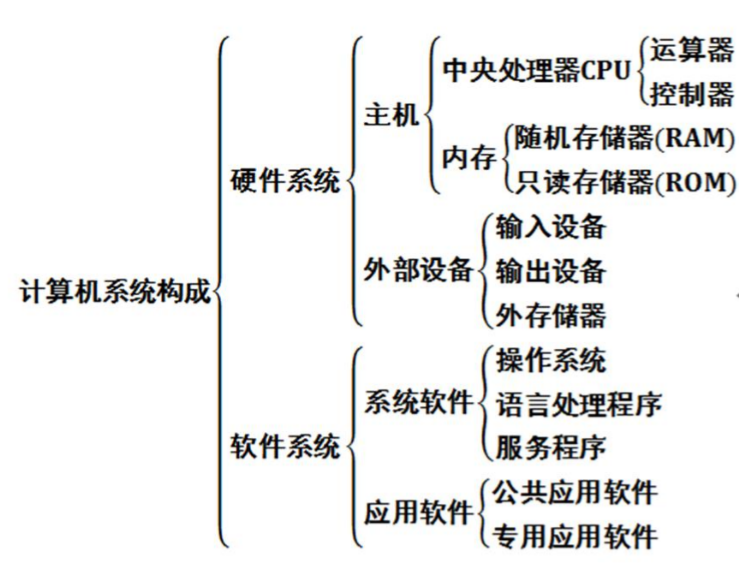 运算器
中央处理器CPU
控制器
主机
随机存储器(RAM)
内存
只读存储器(ROM)
硬件系统
输入设备
外部设备
输出设备
外存储器
计算机系统构成
操作系统
系统软件
语言处理程序
软件系统
服务程序
公共应用软件
应用软件
专用应用软件